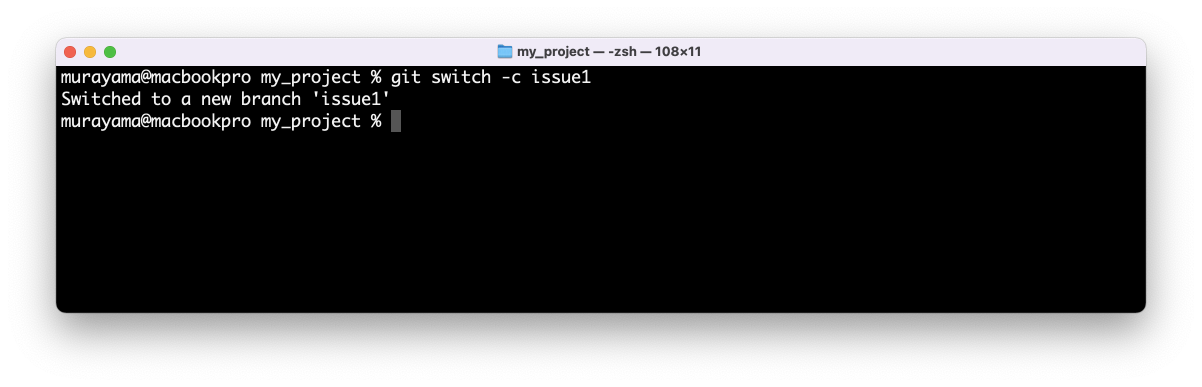 my_project — -zsh — 108×11
murayama@macbookpro my_project % git switch -c issue1
Switched to a new branch 'issue1'
murayama@macbookpro my_project %